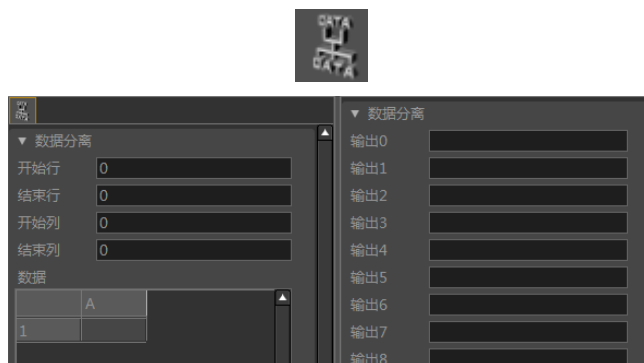 DATA
DATA
数据分离
开始行 0
结束行 0
开始列 0
结束列 0
数据
A
1
数据分离
输出0
输出1
输出2
输出3
输出4
输出5
输出6
输出7
输出8